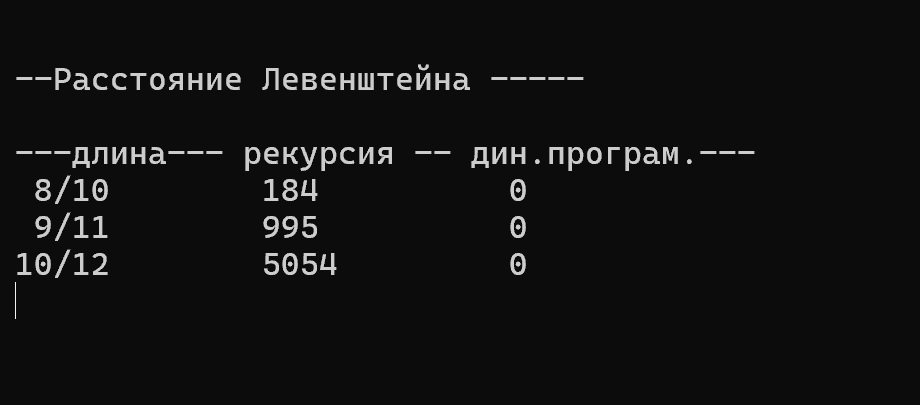 --Расстояние Левенштейна -----
---длина--- рекурсия -- дин.програм.---
8/10 184 0
9/11 995 0
10/12 5054 0